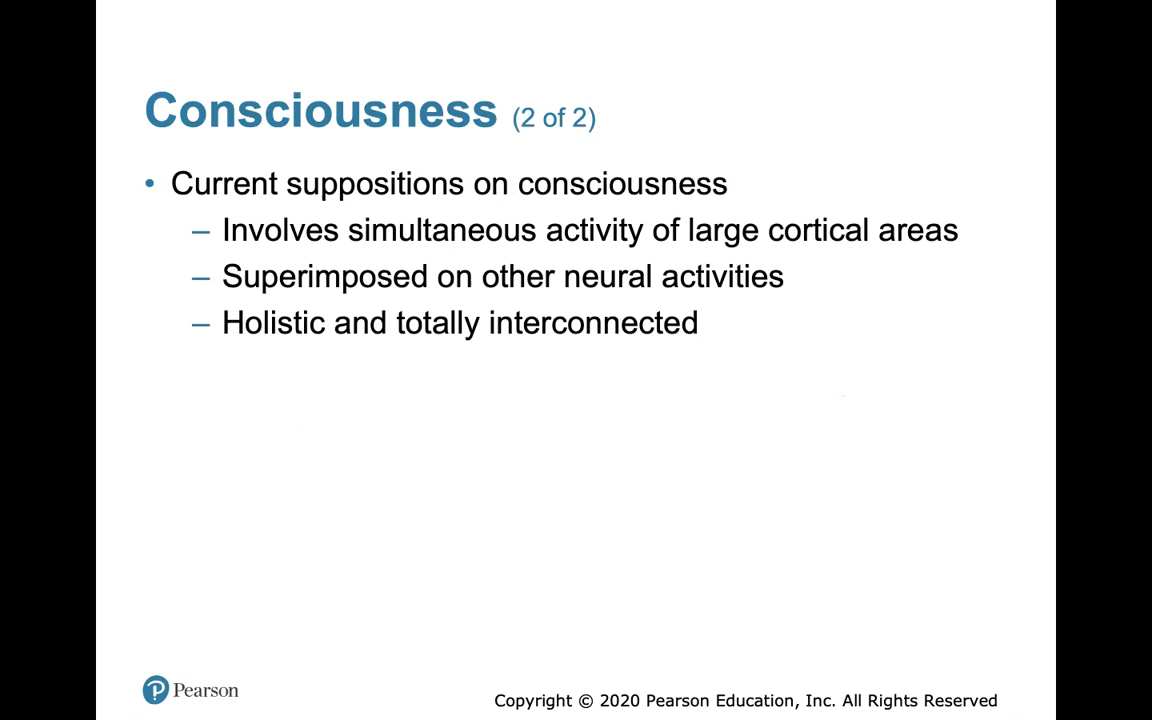 Consciousness (2 of 2)
• Current suppositions on consciousness
– Involves simultaneous activity of large cortical areas
– Superimposed on other neural activities
– Holistic and totally interconnected
Pearson
Copyright © 2020 Pearson Education, Inc. All Rights Reserved